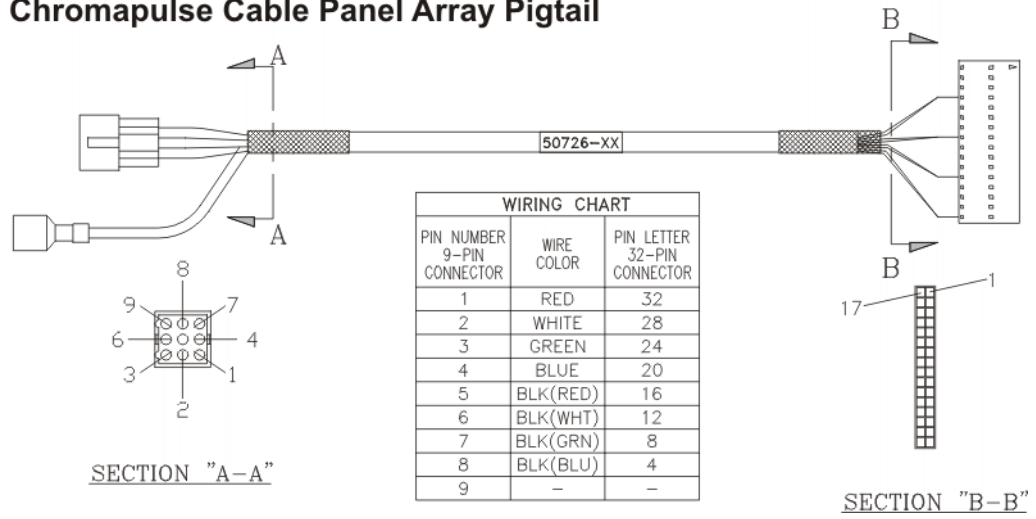 Chromapulse Cable Panel Array Pigtail
B
A
50726-XX
A
B
WIRING CHART
PIN NUMBER 9-PIN CONNECTOR WIRE COLOR PIN LETTER 32-PIN CONNECTOR
1 RED 32
2 WHITE 28
3 GREEN 24
4 BLUE 20
5 BLK(RED) 16
6 BLK(WHT) 12
7 BLK(GRN) 8
8 BLK(BLU) 4
9 - -
8
9 7
6 4
3 1
2
SECTION "A-A"
17 1
SECTION "B-B"